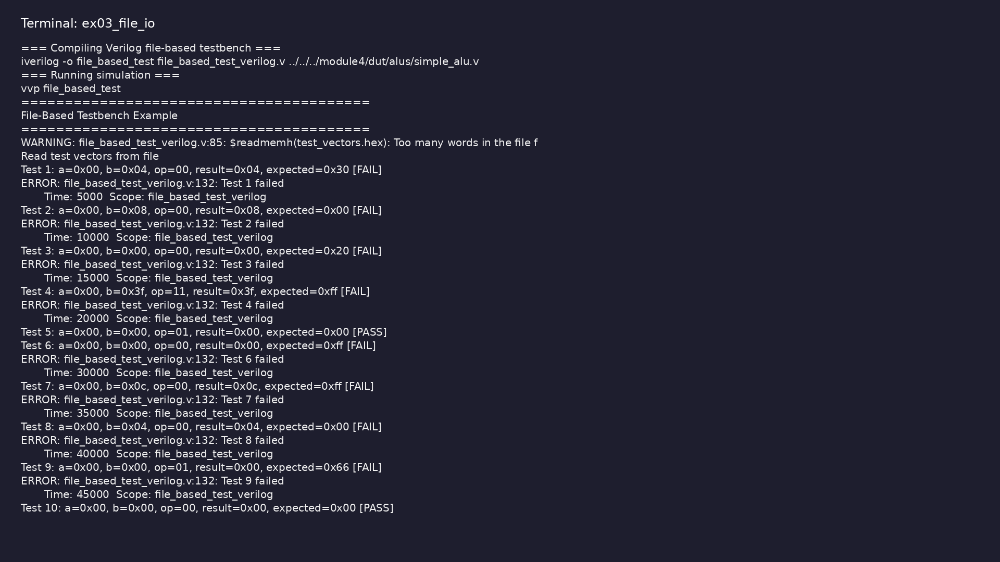 Terminal: ex03_file_io
=== Compiling Verilog file-based testbench ===
iverilog -o file_based_test file_based_test_verilog.v ../../../module4/dut/alus/simple_alu.v
=== Running simulation ===
vvp file_based_test
========================================
File-Based Testbench Example
========================================
WARNING: file_based_test_verilog.v:85: $readmemh(test_vectors.hex): Too many words in the file f
Read test vectors from file
Test 1: a=0x00, b=0x04, op=00, result=0x04, expected=0x30 [FAIL]
ERROR: file_based_test_verilog.v:132: Test 1 failed
Time: 5000  Scope: file_based_test_verilog
Test 2: a=0x00, b=0x08, op=00, result=0x08, expected=0x00 [FAIL]
ERROR: file_based_test_verilog.v:132: Test 2 failed
Time: 10000  Scope: file_based_test_verilog
Test 3: a=0x00, b=0x00, op=00, result=0x00, expected=0x20 [FAIL]
ERROR: file_based_test_verilog.v:132: Test 3 failed
Time: 15000  Scope: file_based_test_verilog
Test 4: a=0x00, b=0x3f, op=11, result=0x3f, expected=0xff [FAIL]
ERROR: file_based_test_verilog.v:132: Test 4 failed
Time: 20000  Scope: file_based_test_verilog
Test 5: a=0x00, b=0x00, op=01, result=0x00, expected=0x00 [PASS]
Test 6: a=0x00, b=0x00, op=00, result=0x00, expected=0xff [FAIL]
ERROR: file_based_test_verilog.v:132: Test 6 failed
Time: 30000  Scope: file_based_test_verilog
Test 7: a=0x00, b=0x0c, op=00, result=0x0c, expected=0xff [FAIL]
ERROR: file_based_test_verilog.v:132: Test 7 failed
Time: 35000  Scope: file_based_test_verilog
Test 8: a=0x00, b=0x04, op=00, result=0x04, expected=0x00 [FAIL]
ERROR: file_based_test_verilog.v:132: Test 8 failed
Time: 40000  Scope: file_based_test_verilog
Test 9: a=0x00, b=0x00, op=01, result=0x00, expected=0x66 [FAIL]
ERROR: file_based_test_verilog.v:132: Test 9 failed
Time: 45000  Scope: file_based_test_verilog
Test 10: a=0x00, b=0x00, op=00, result=0x00, expected=0x00 [PASS]